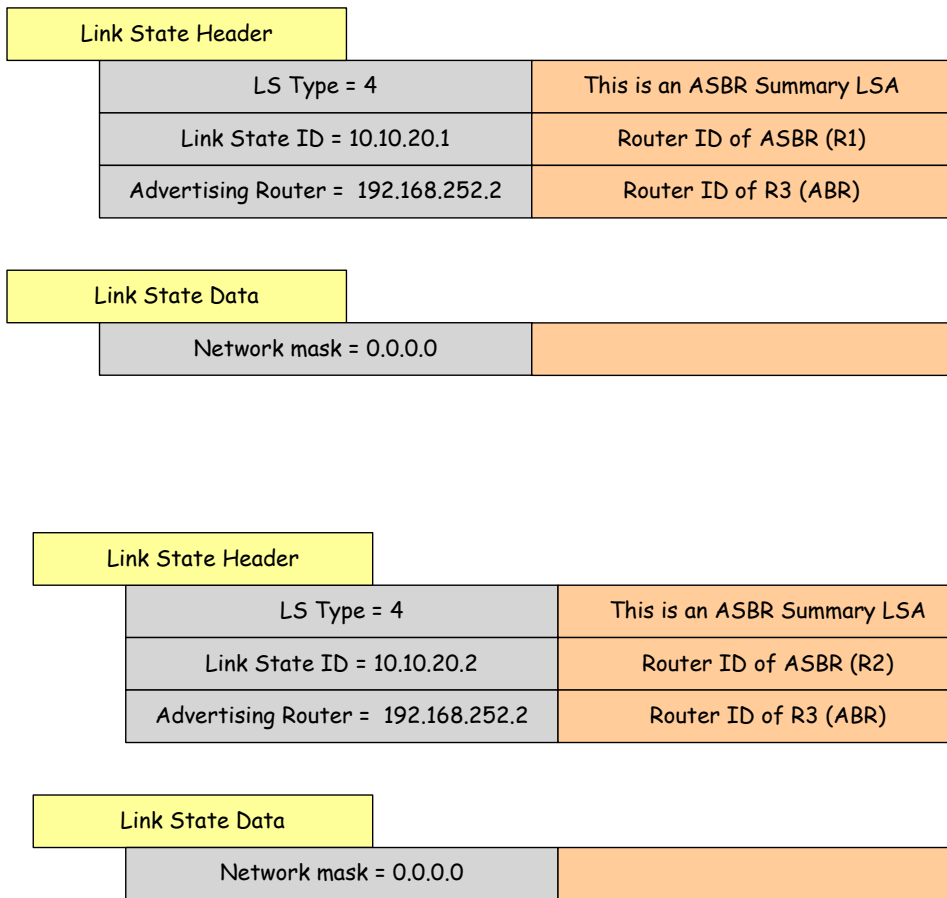 Link State Header
LS Type = 4 This is an ASBR Summary LSA
Link State ID = 10.10.20.1 Router ID of ASBR (R1)
Advertising Router = 192.168.252.2 Router ID of R3 (ABR)
Link State Data
Network mask = 0.0.0.0
Link State Header
LS Type = 4 This is an ASBR Summary LSA
Link State ID = 10.10.20.2 Router ID of ASBR (R2)
Advertising Router = 192.168.252.2 Router ID of R3 (ABR)
Link State Data
Network mask = 0.0.0.0